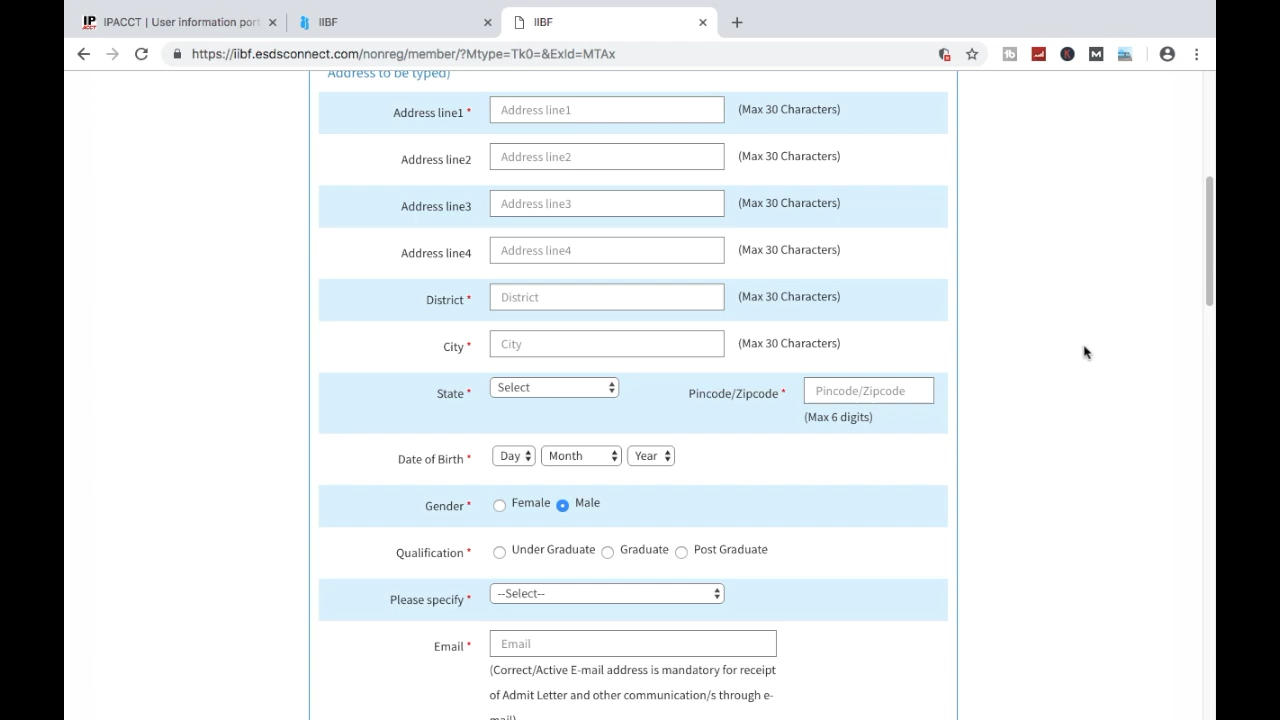 IPACCT | User information port
IIBF
IIBF
https://iibf.esdsconnect.com/nonreg/member/?Mtype=Tk0=&ExId=MTAx
Address to be typed)
Address line1 * Address line1 (Max 30 Characters)
Address line2 Address line2 (Max 30 Characters)
Address line3 Address line3 (Max 30 Characters)
Address line4 Address line4 (Max 30 Characters)
District * District (Max 30 Characters)
City * City (Max 30 Characters)
State * Select Pincode/Zipcode * Pincode/Zipcode
(Max 6 digits)
Date of Birth * Day Month Year
Gender * Female Male
Qualification * Under Graduate Graduate Post Graduate
Please specify * --Select--
Email * Email
(Correct/Active E-mail address is mandatory for receipt
of Admit Letter and other communication/s through e-
mail)